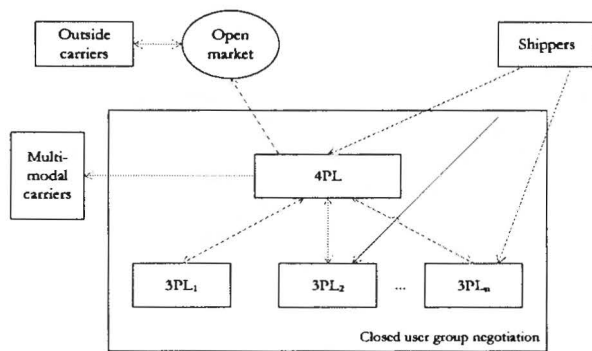 Outside
carriers
Open
market
Shippers
Multi-
modal
carriers
4PL
3PL₁
3PL₂
...
3PLₙ
Closed user group negotiation